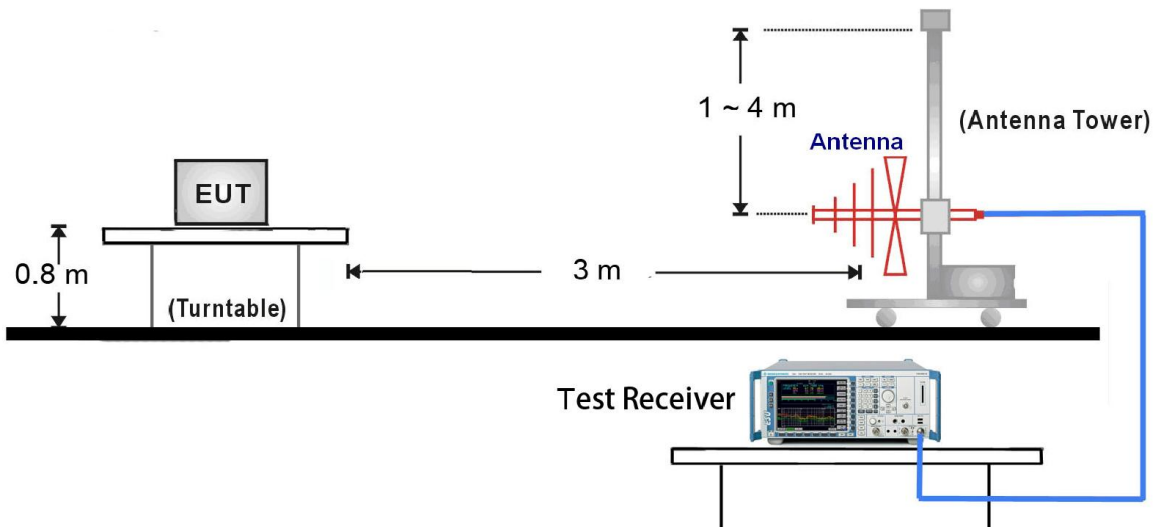 1 ~ 4 m
(Antenna Tower)
Antenna
EUT
0.8 m
3 m
(Turntable)
Test Receiver